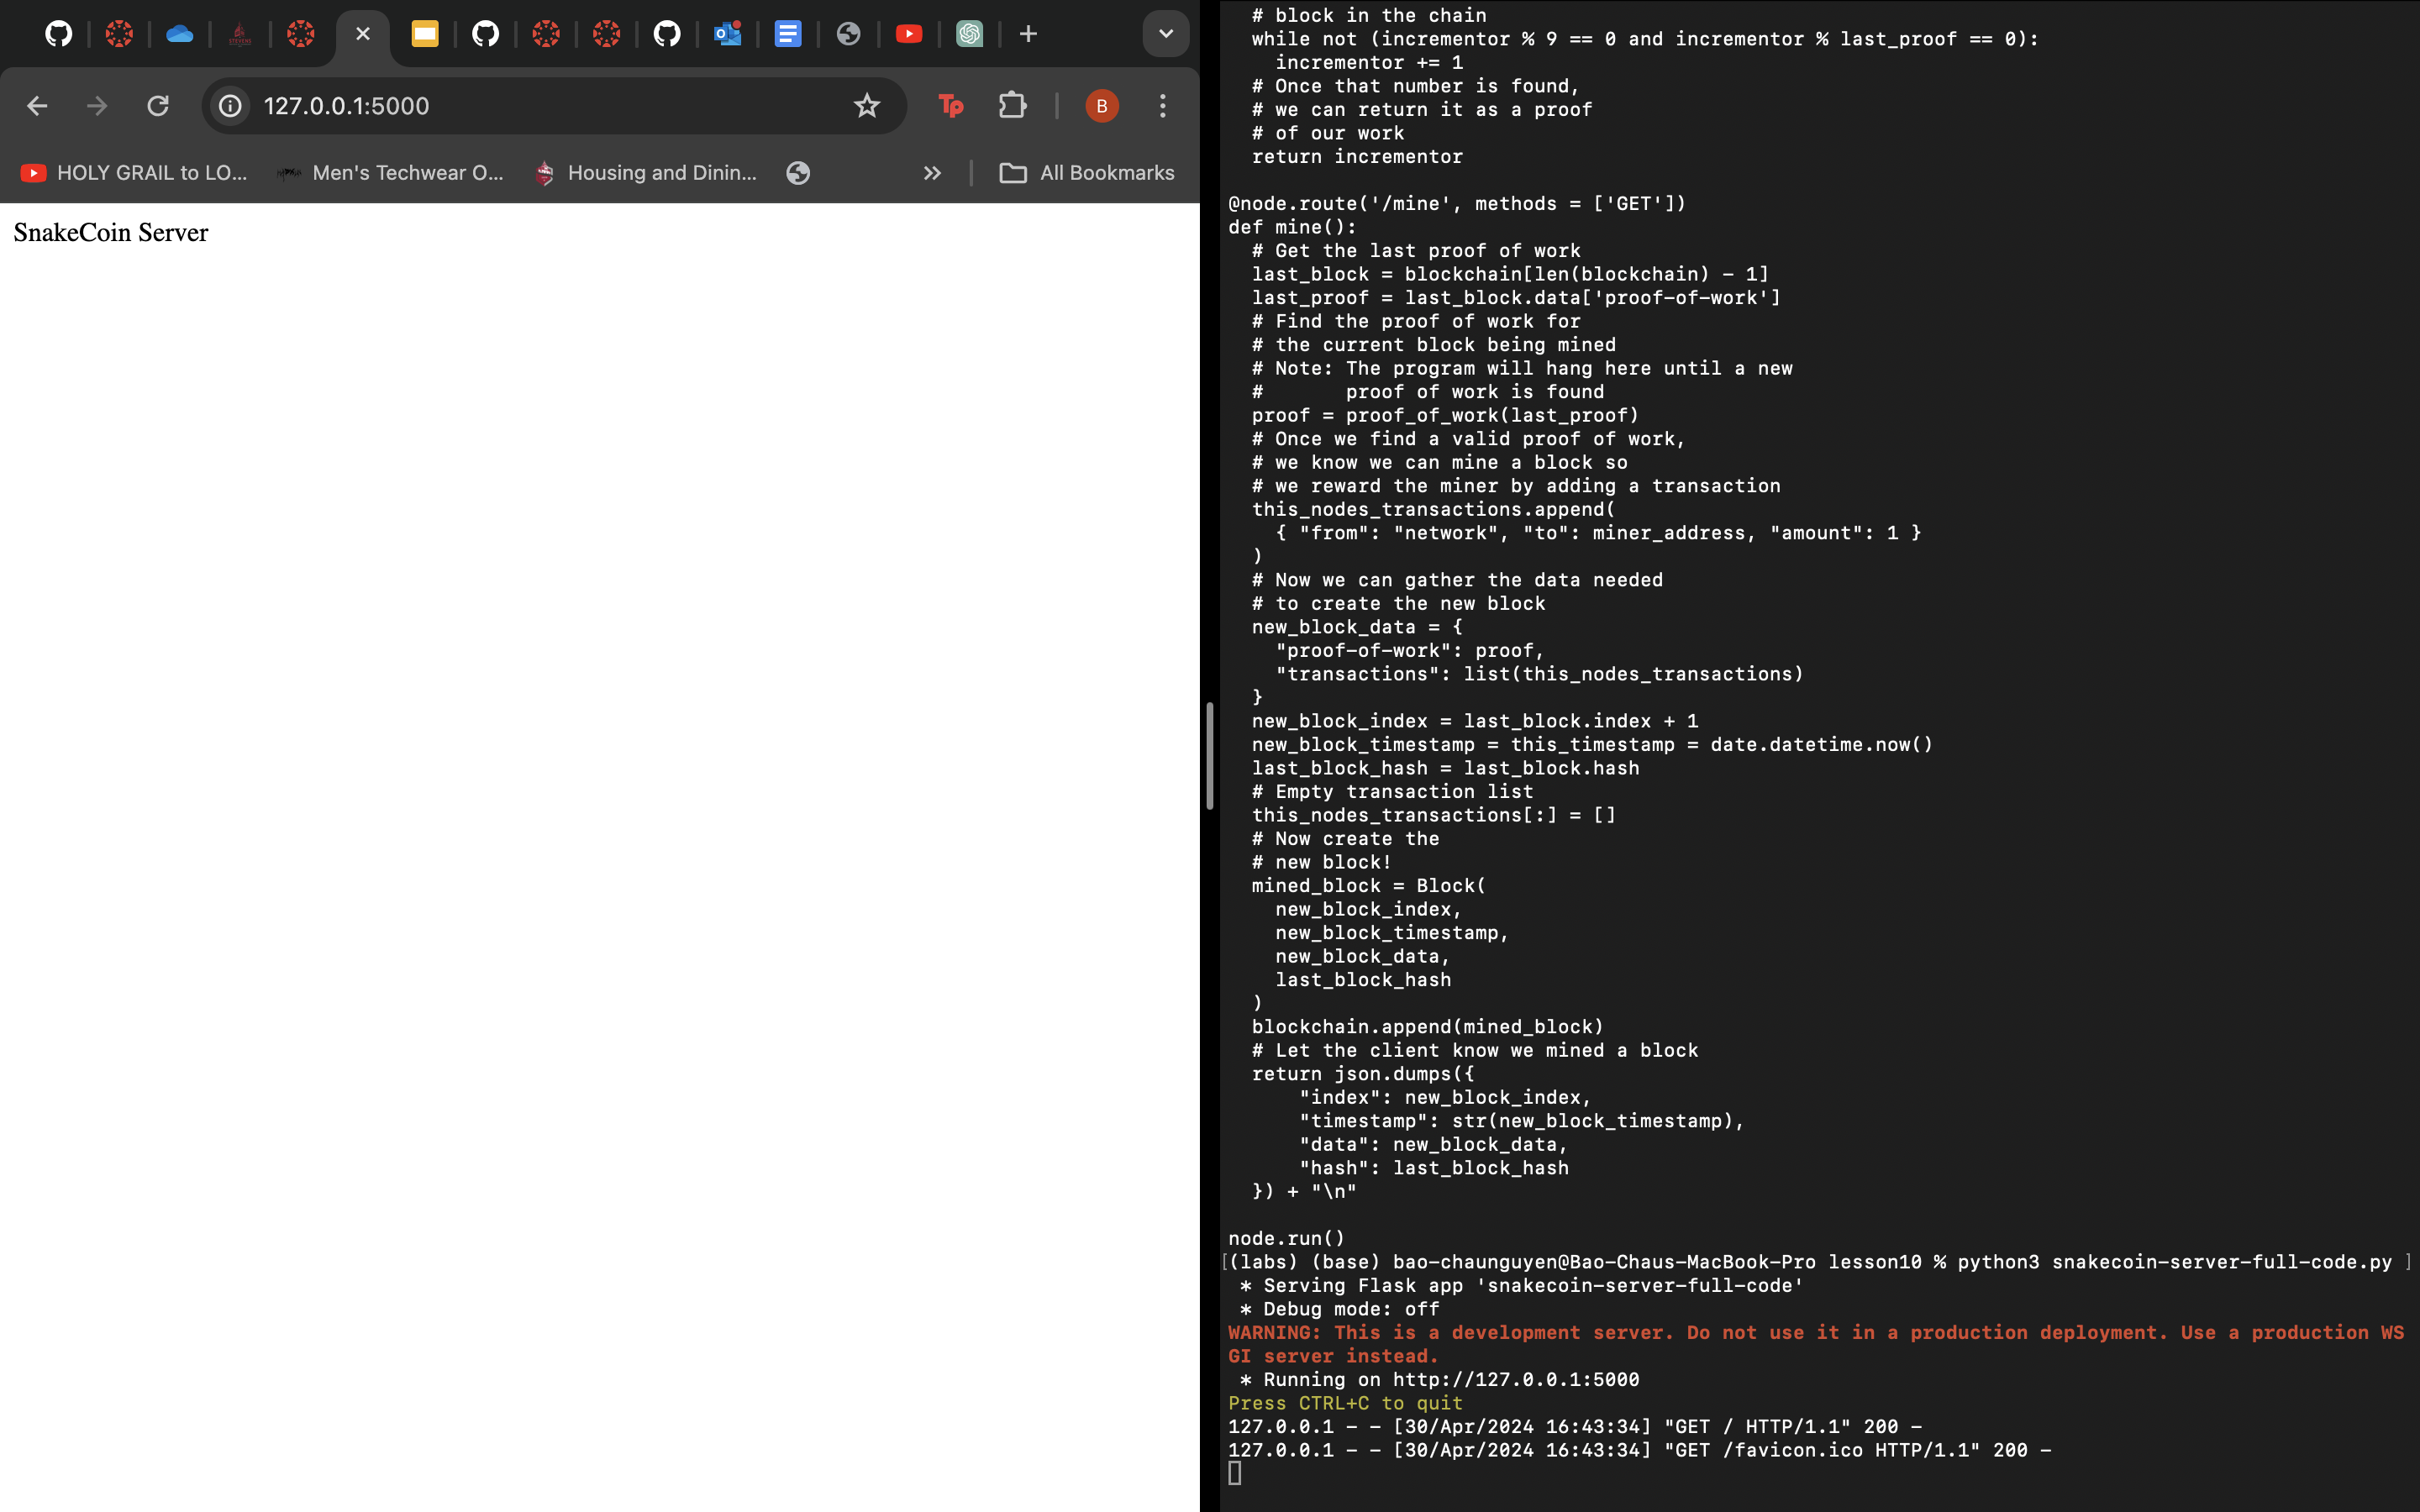 127.0.0.1:5000
HOLY GRAIL to LO...
Men's Techwear O...
Housing and Dinin...
All Bookmarks
SnakeCoin Server
# block in the chain
while not (incrementor % 9 == 0 and incrementor % last_proof == 0):
incrementor += 1
# Once that number is found,
# we can return it as a proof
# of our work
return incrementor
@node.route('/mine', methods = ['GET'])
def mine():
# Get the last proof of work
last_block = blockchain[len(blockchain) - 1]
last_proof = last_block.data['proof-of-work']
# Find the proof of work for
# the current block being mined
# Note: The program will hang here until a new
#       proof of work is found
proof = proof_of_work(last_proof)
# Once we find a valid proof of work,
# we know we can mine a block so
# we reward the miner by adding a transaction
this_nodes_transactions.append(
{ "from": "network", "to": miner_address, "amount": 1 }
)
# Now we can gather the data needed
# to create the new block
new_block_data = {
"proof-of-work": proof,
"transactions": list(this_nodes_transactions)
}
new_block_index = last_block.index + 1
new_block_timestamp = this_timestamp = date.datetime.now()
last_block_hash = last_block.hash
# Empty transaction list
this_nodes_transactions[:] = []
# Now create the
# new block!
mined_block = Block(
new_block_index,
new_block_timestamp,
new_block_data,
last_block_hash
)
blockchain.append(mined_block)
# Let the client know we mined a block
return json.dumps({
"index": new_block_index,
"timestamp": str(new_block_timestamp),
"data": new_block_data,
"hash": last_block_hash
}) + "\n"
node.run()
[(labs) (base) bao-chaunguyen@Bao-Chaus-MacBook-Pro lesson10 % python3 snakecoin-server-full-code.py ]
* Serving Flask app 'snakecoin-server-full-code'
* Debug mode: off
WARNING: This is a development server. Do not use it in a production deployment. Use a production WS
GI server instead.
* Running on http://127.0.0.1:5000
Press CTRL+C to quit
127.0.0.1 - - [30/Apr/2024 16:43:34] "GET / HTTP/1.1" 200 -
127.0.0.1 - - [30/Apr/2024 16:43:34] "GET /favicon.ico HTTP/1.1" 200 -